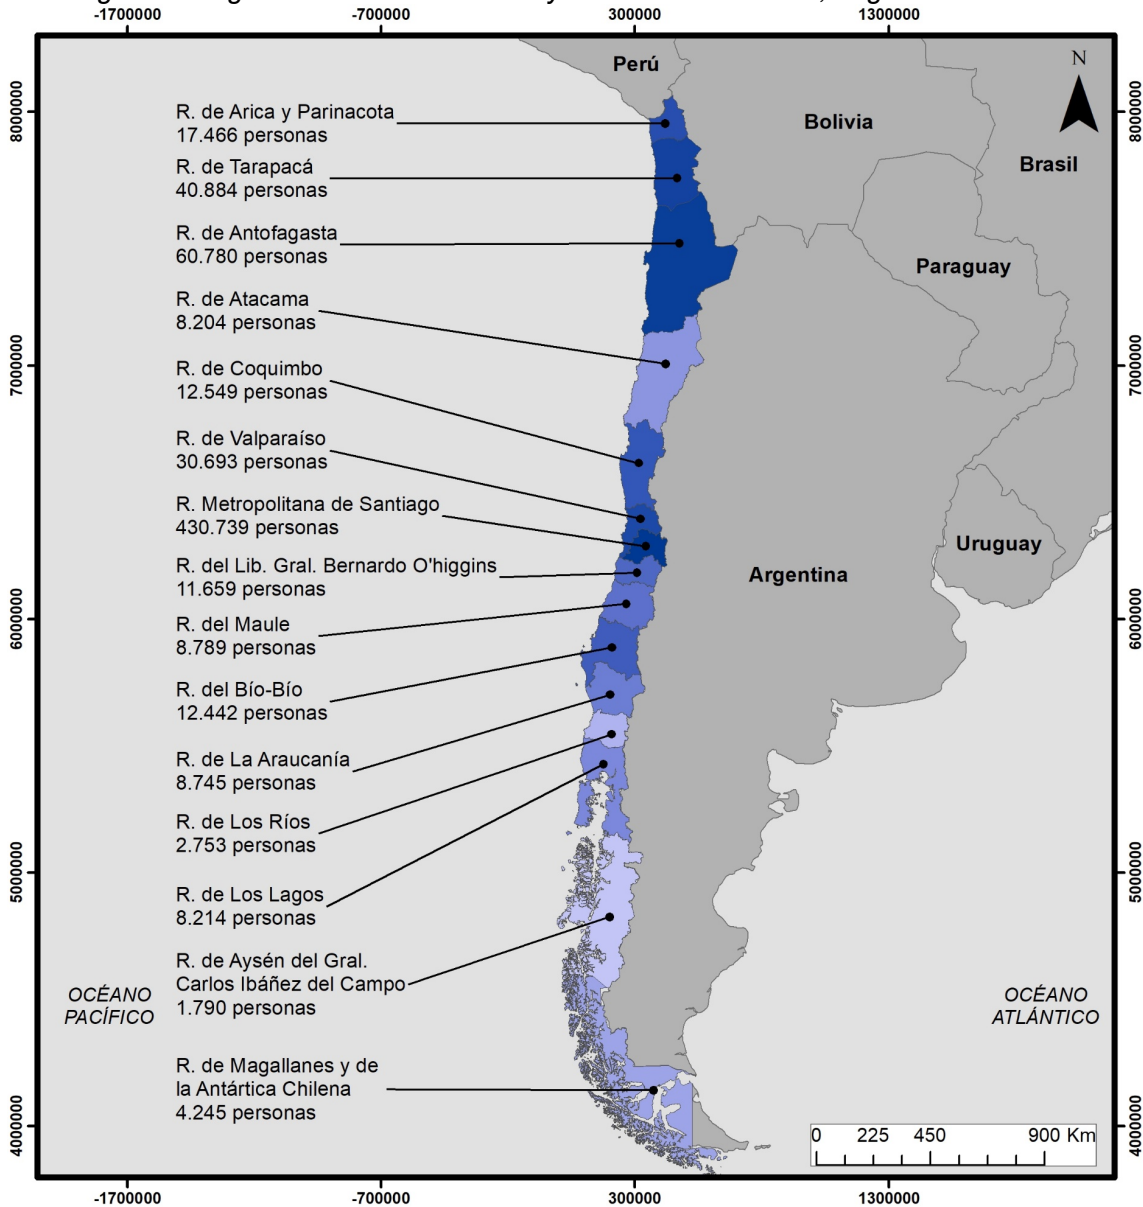 -1700000
-700000
300000
1300000
8000000
7000000
6000000
5000000
4000000
Perú
Bolivia
Brasil
Paraguay
Uruguay
Argentina
N
R. de Arica y Parinacota
17.466 personas
R. de Tarapacá
40.884 personas
R. de Antofagasta
60.780 personas
R. de Atacama
8.204 personas
R. de Coquimbo
12.549 personas
R. de Valparaíso
30.693 personas
R. Metropolitana de Santiago
430.739 personas
R. del Lib. Gral. Bernardo O'higgins
11.659 personas
R. del Maule
8.789 personas
R. del Bío-Bío
12.442 personas
R. de La Araucanía
8.745 personas
R. de Los Ríos
2.753 personas
R. de Los Lagos
8.214 personas
R. de Aysén del Gral.
Carlos Ibáñez del Campo
1.790 personas
R. de Magallanes y de
la Antártica Chilena
4.245 personas
OCÉANO
PACÍFICO
OCÉANO
ATLÁNTICO
0 225 450 900 Km
8000000
7000000
6000000
5000000
4000000
-1700000
-700000
300000
1300000